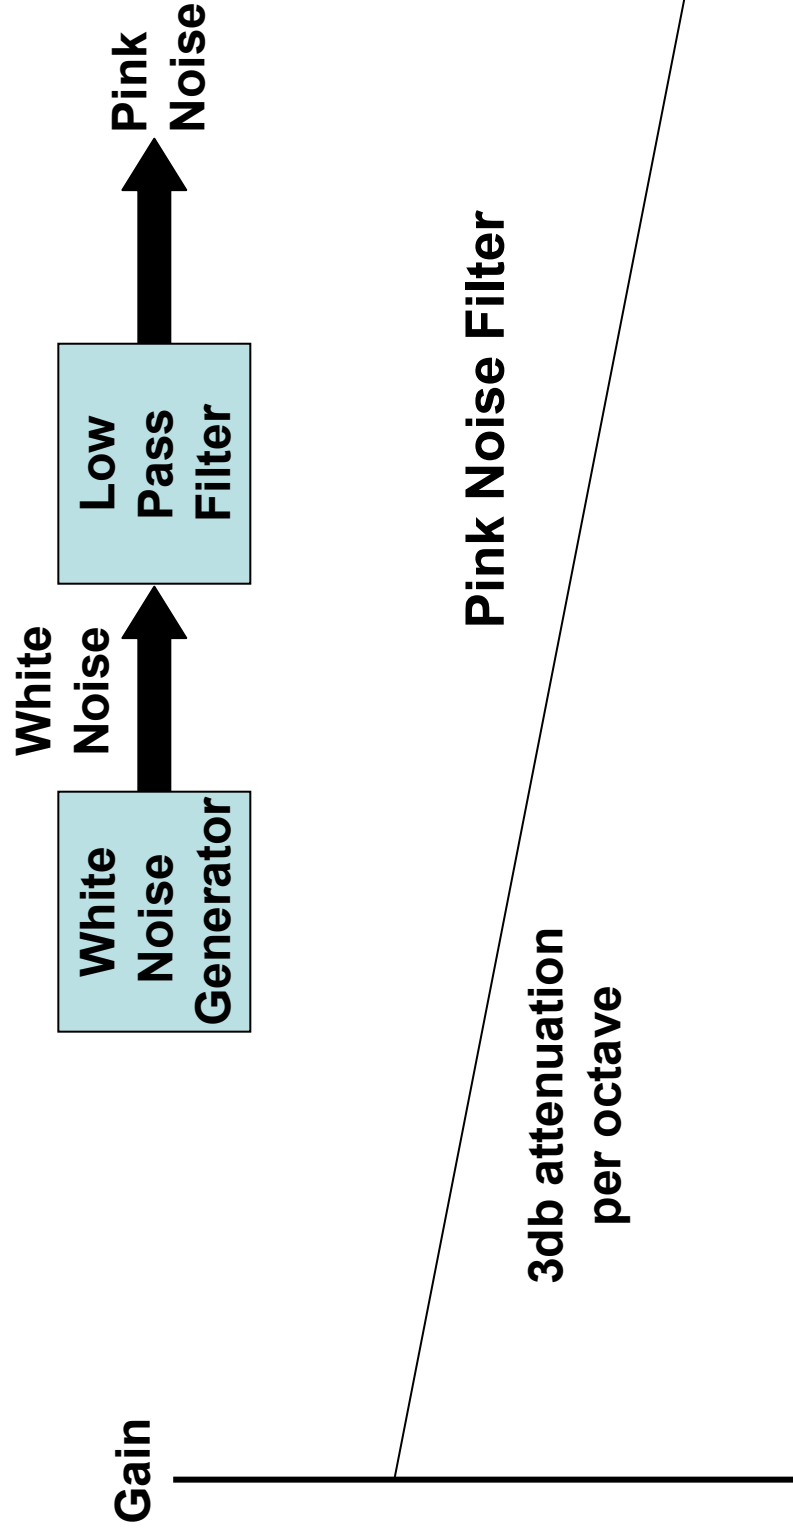 Gain
White
Noise
Generator
White
Noise
Low
Pass
Filter
Pink
Noise
Pink Noise Filter
3db attenuation
per octave